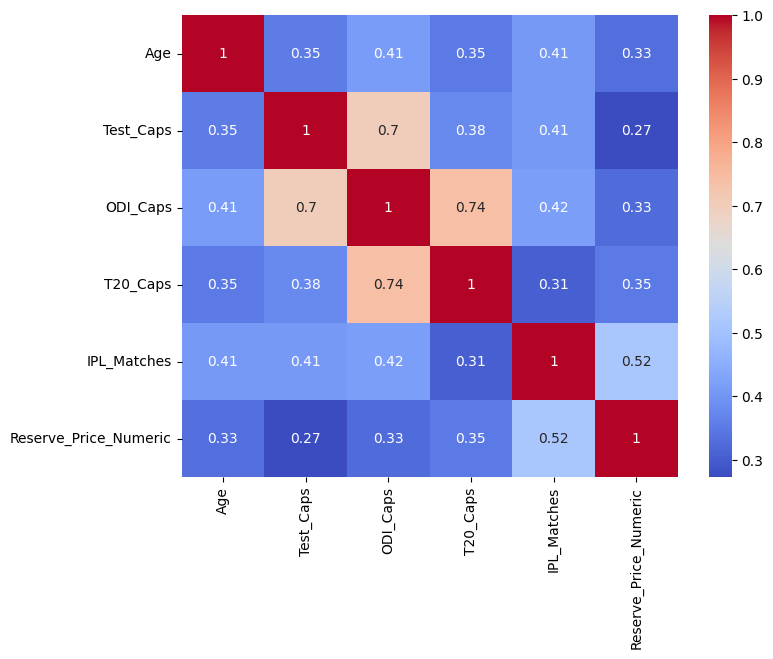 Age 1 0.35 0.41 0.35 0.41 0.33
Test_Caps 0.35 1 0.7 0.38 0.41 0.27
ODI_Caps 0.41 0.7 1 0.74 0.42 0.33
T20_Caps 0.35 0.38 0.74 1 0.31 0.35
IPL_Matches 0.41 0.41 0.42 0.31 1 0.52
Reserve_Price_Numeric 0.33 0.27 0.33 0.35 0.52 1
Age
Test_Caps
ODI_Caps
T20_Caps
IPL_Matches
Reserve_Price_Numeric
1.0
0.9
0.8
0.7
0.6
0.5
0.4
0.3